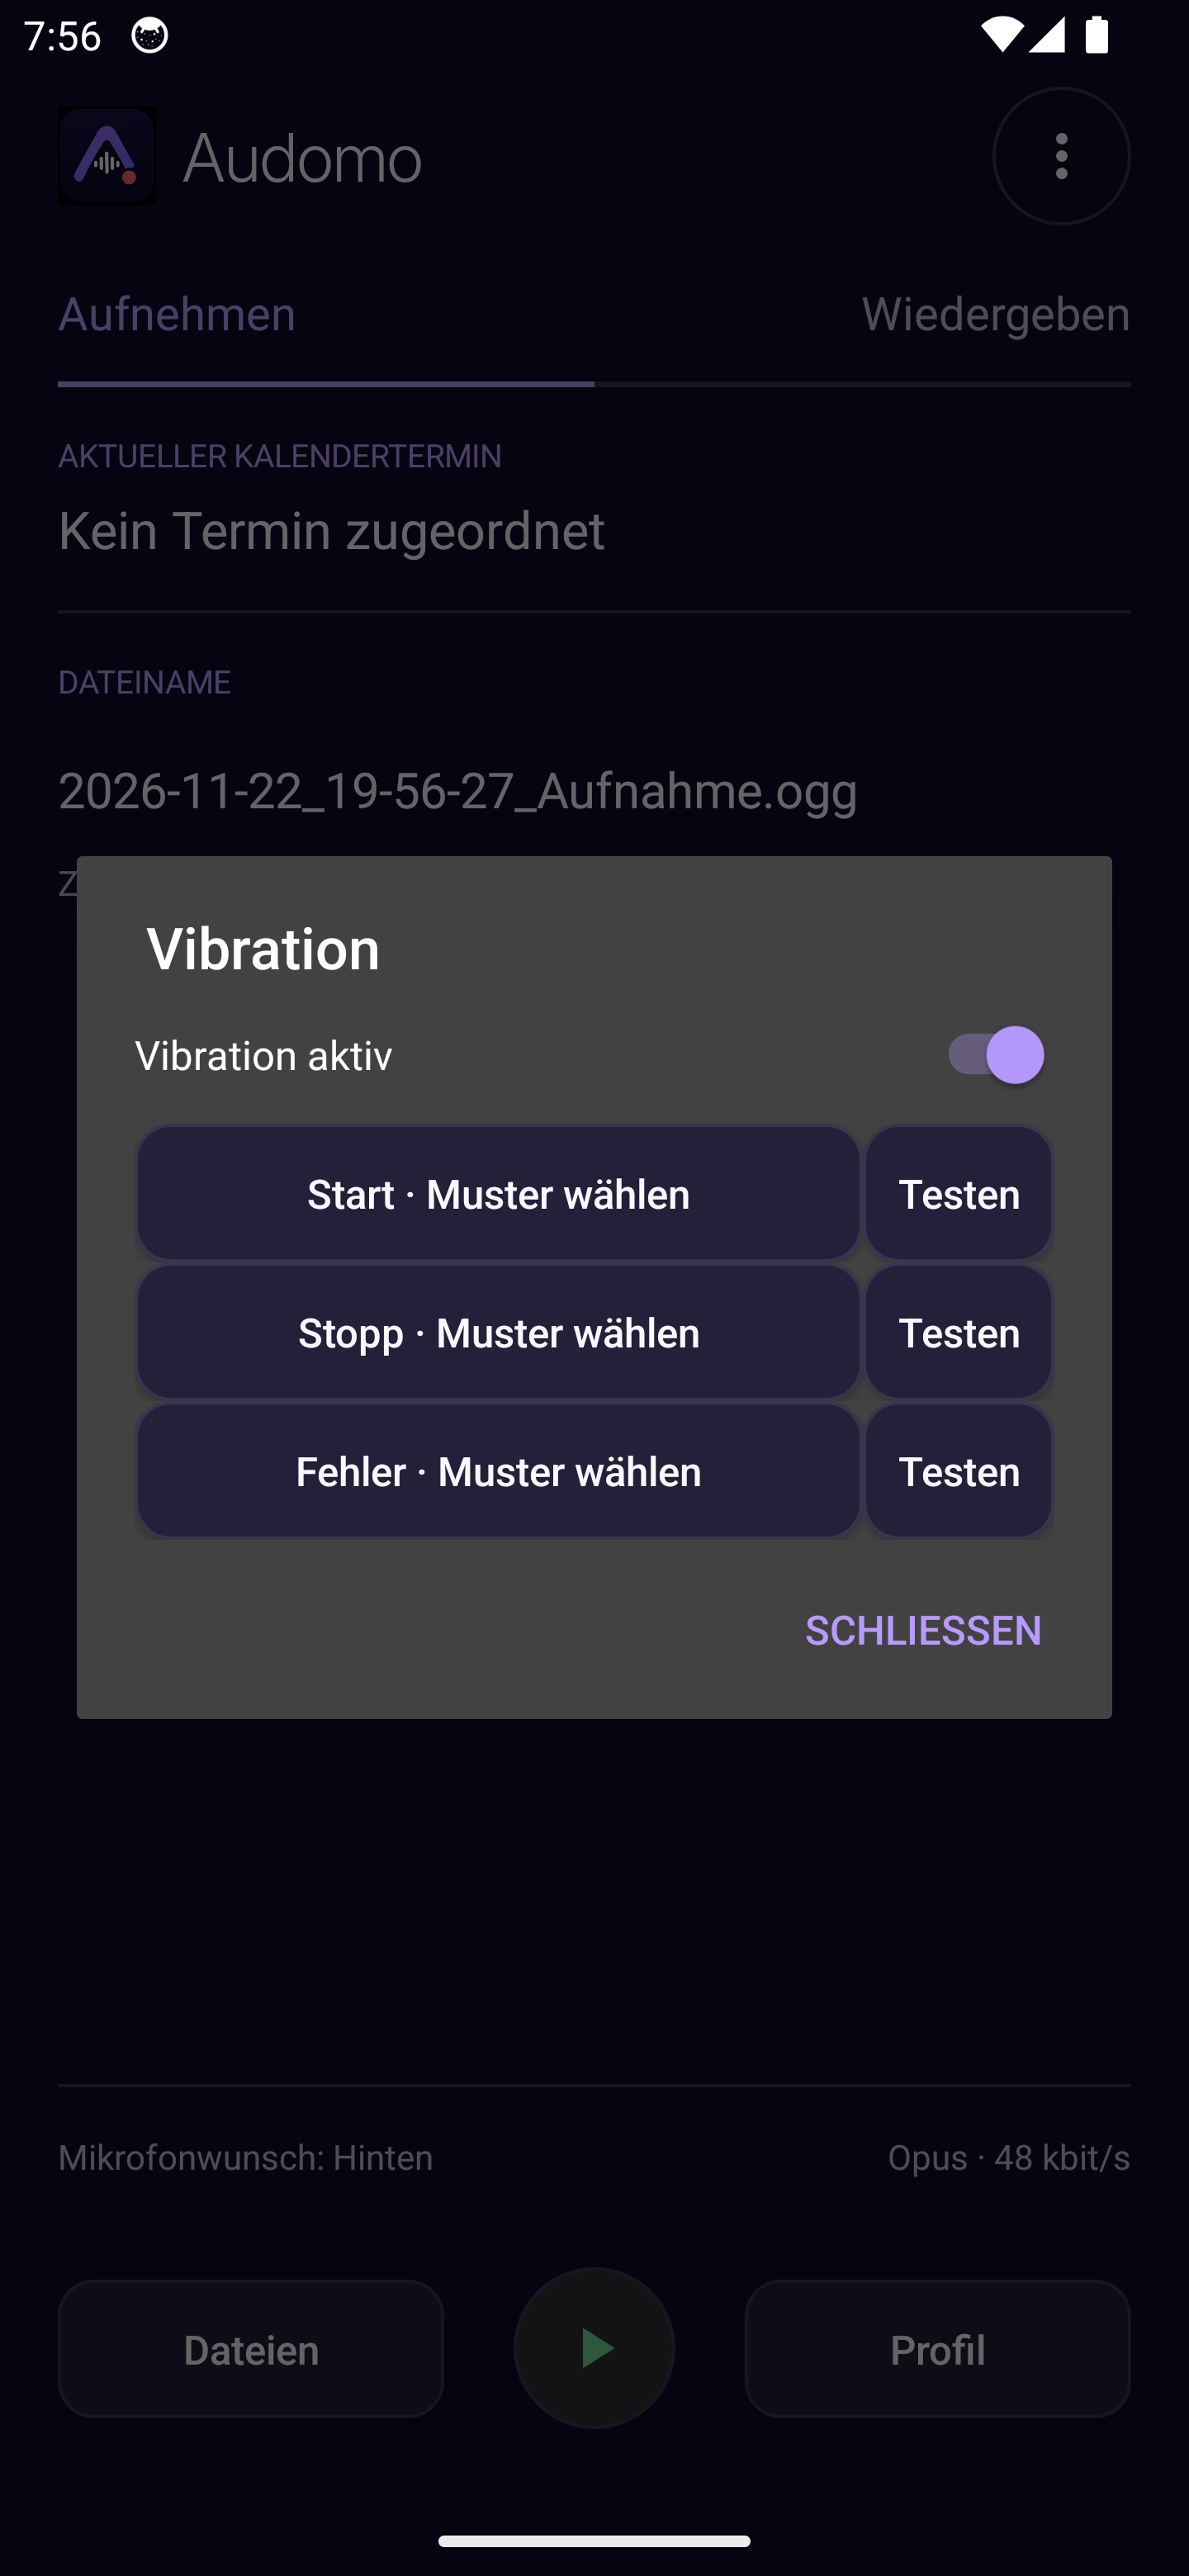 7:56
Audomo
Aufnehmen
Wiedergeben
AKTUELLER KALENDERTERMIN
Kein Termin zugeordnet
DATEINAME
2026-11-22_19-56-27_Aufnahme.ogg
Vibration
Vibration aktiv
Start · Muster wählen
Testen
Stopp · Muster wählen
Testen
Fehler · Muster wählen
Testen
SCHLIESSEN
Mikrofonwunsch: Hinten
Opus · 48 kbit/s
Dateien
Profil